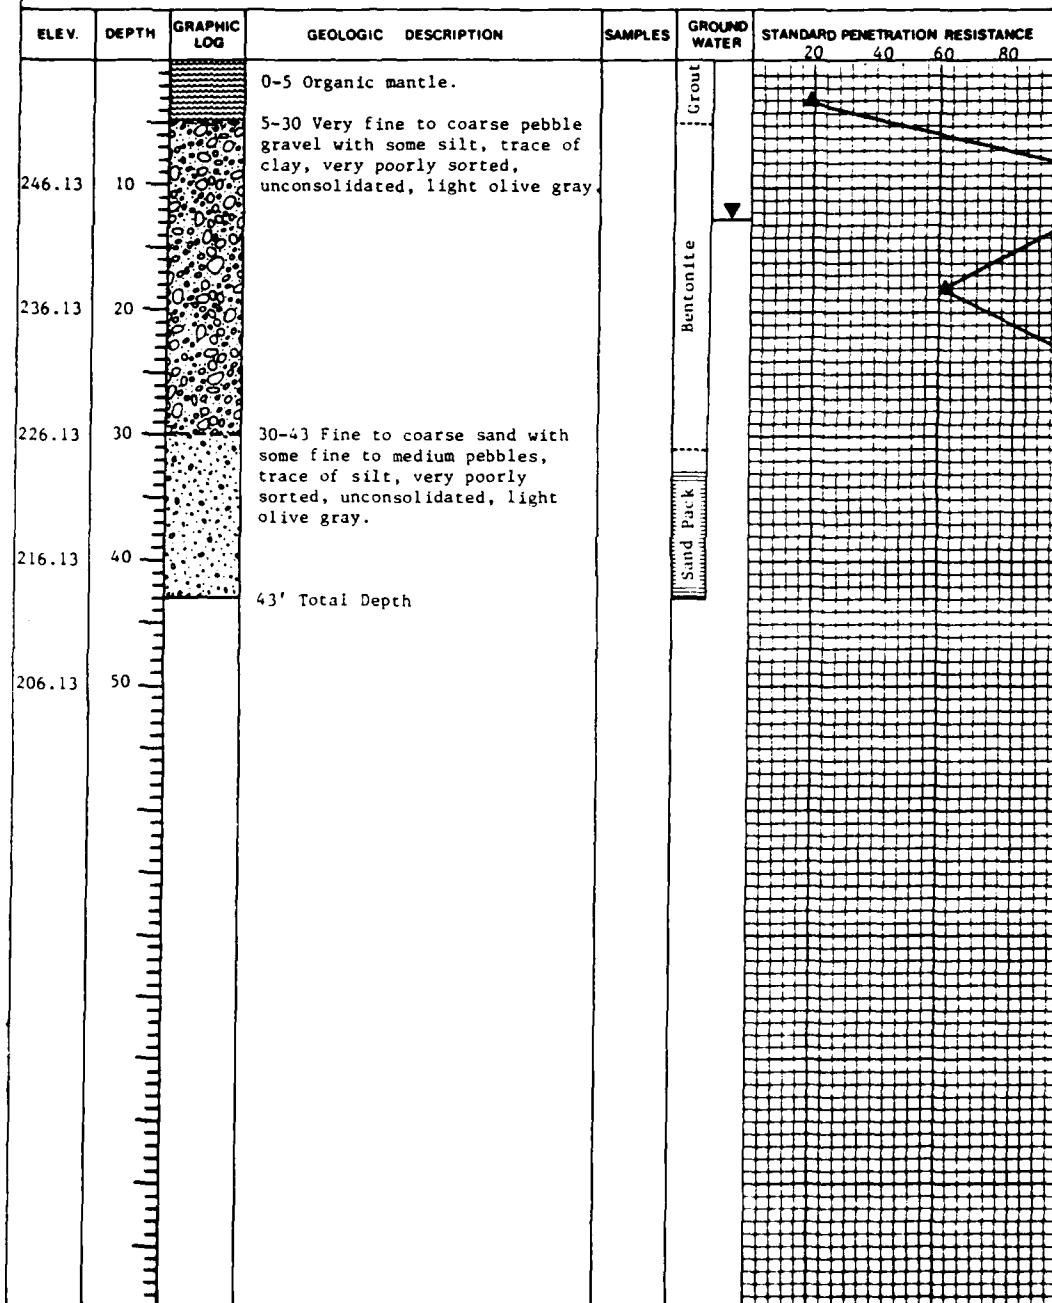 ELEV. DEPTH GRAPHIC LOG GEOLOGIC DESCRIPTION SAMPLES GROUND WATER STANDARD PENETRATION RESISTANCE
20 40 60 80
0-5 Organic mantle.
Grout
5-30 Very fine to coarse pebble
gravel with some silt, trace of
clay, very poorly sorted,
unconsolidated, light olive gray.
246.13 10
Bentonite
236.13 20
226.13 30
30-43 Fine to coarse sand with
some fine to medium pebbles,
trace of silt, very poorly
sorted, unconsolidated, light
olive gray.
Sand Pack
216.13 40
43' Total Depth
206.13 50